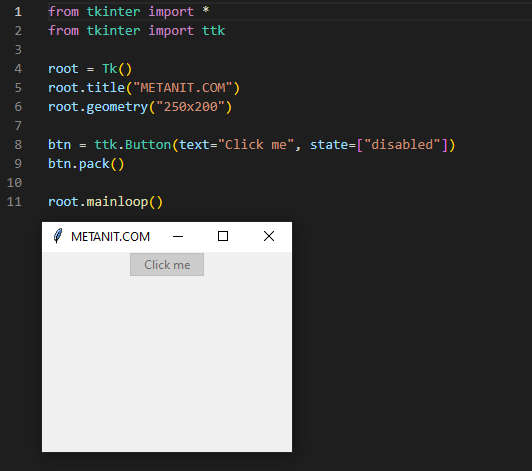 1 from tkinter import *
2 from tkinter import ttk
3
4 root = Tk()
5 root.title("METANIT.COM")
6 root.geometry("250x200")
7
8 btn = ttk.Button(text="Click me", state=["disabled"])
9 btn.pack()
10
11 root.mainloop()
METANIT.COM
Click me